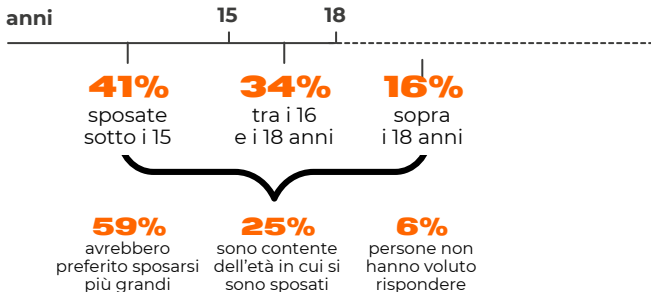 anni 15 18
41% 34% 16%
sposate tra i 16 sopra
sotto i 15 e i 18 anni i 18 anni
59% 25% 6%
avrebbero sono contente persone non
preferito sposarsi dell'età in cui si hanno voluto
più grandi sono sposati rispondere